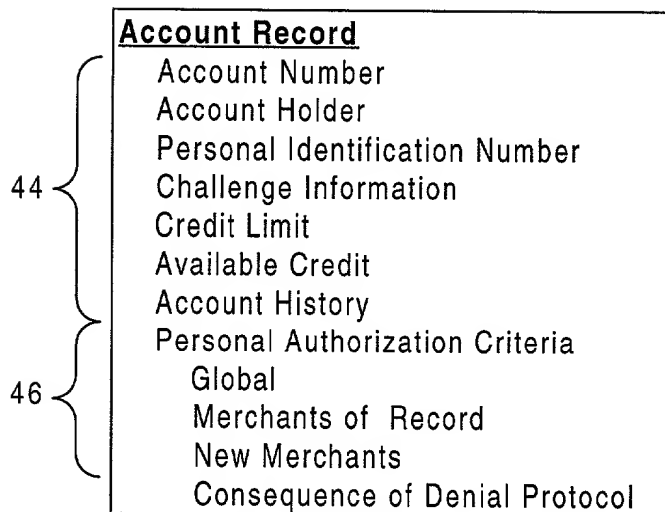 Account Record
Account Number
Account Holder
Personal Identification Number
44
Challenge Information
Credit Limit
Available Credit
Account History
Personal Authorization Criteria
46
Global
Merchants of Record
New Merchants
Consequence of Denial Protocol